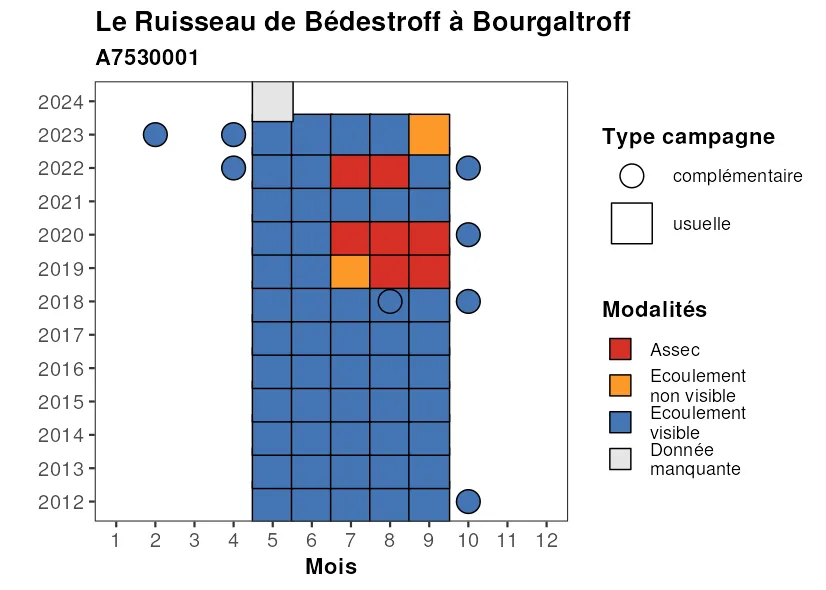 Le Ruisseau de Bédestroff à Bourgaltroff
A7530001
2024
2023
2022
2021
2020
2019
2018
2017
2016
2015
2014
2013
2012
1 2 3 4 5 6 7 8 9 10 11 12
Mois
Type campagne
complémentaire
usuelle
Modalités
Assec
Ecoulement
non visible
Ecoulement
visible
Donnée
manquante